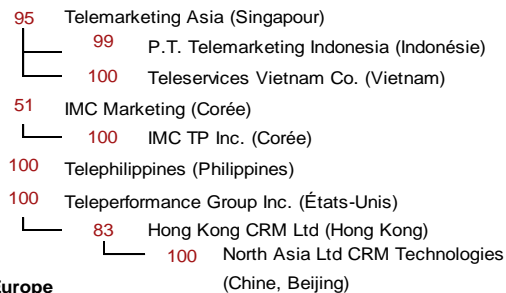 95 Telemarketing Asia (Singapour)
99 P.T. Telemarketing Indonesia (Indonésie)
100 Teleservices Vietnam Co. (Vietnam)
51 IMC Marketing (Corée)
100 IMC TP Inc. (Corée)
100 Telephilippines (Philippines)
100 Teleperformance Group Inc. (États-Unis)
83 Hong Kong CRM Ltd (Hong Kong)
100 North Asia Ltd CRM Technologies
(Chine, Beijing)
Europe